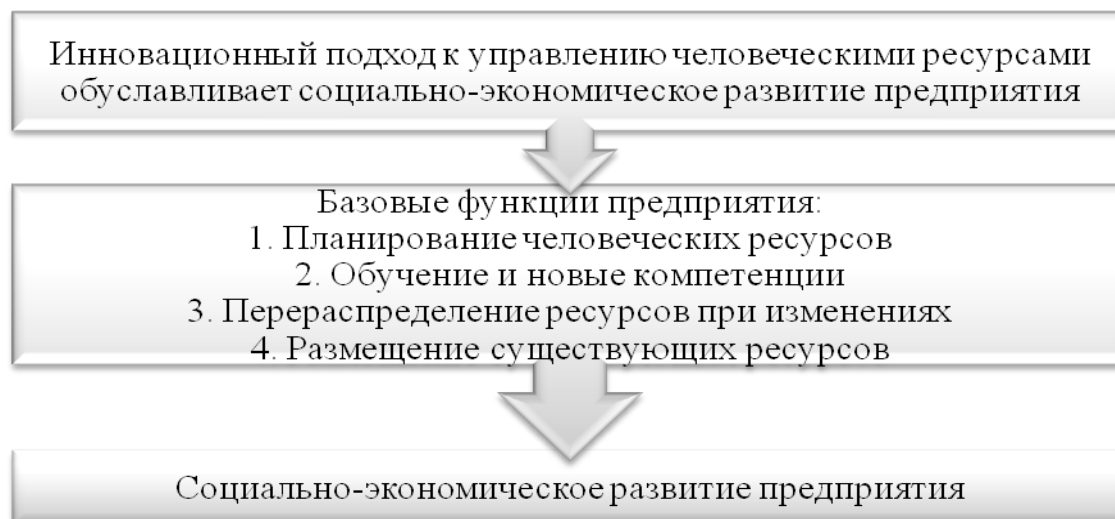 Инновационный подход к управлению человеческими ресурсами
обуславливает социально-экономическое развитие предприятия
Базовые функции предприятия:
1. Планирование человеческих ресурсов
2. Обучение и новые компетенции
3. Перераспределение ресурсов при изменениях
4. Размещение существующих ресурсов
Социально-экономическое развитие предприятия